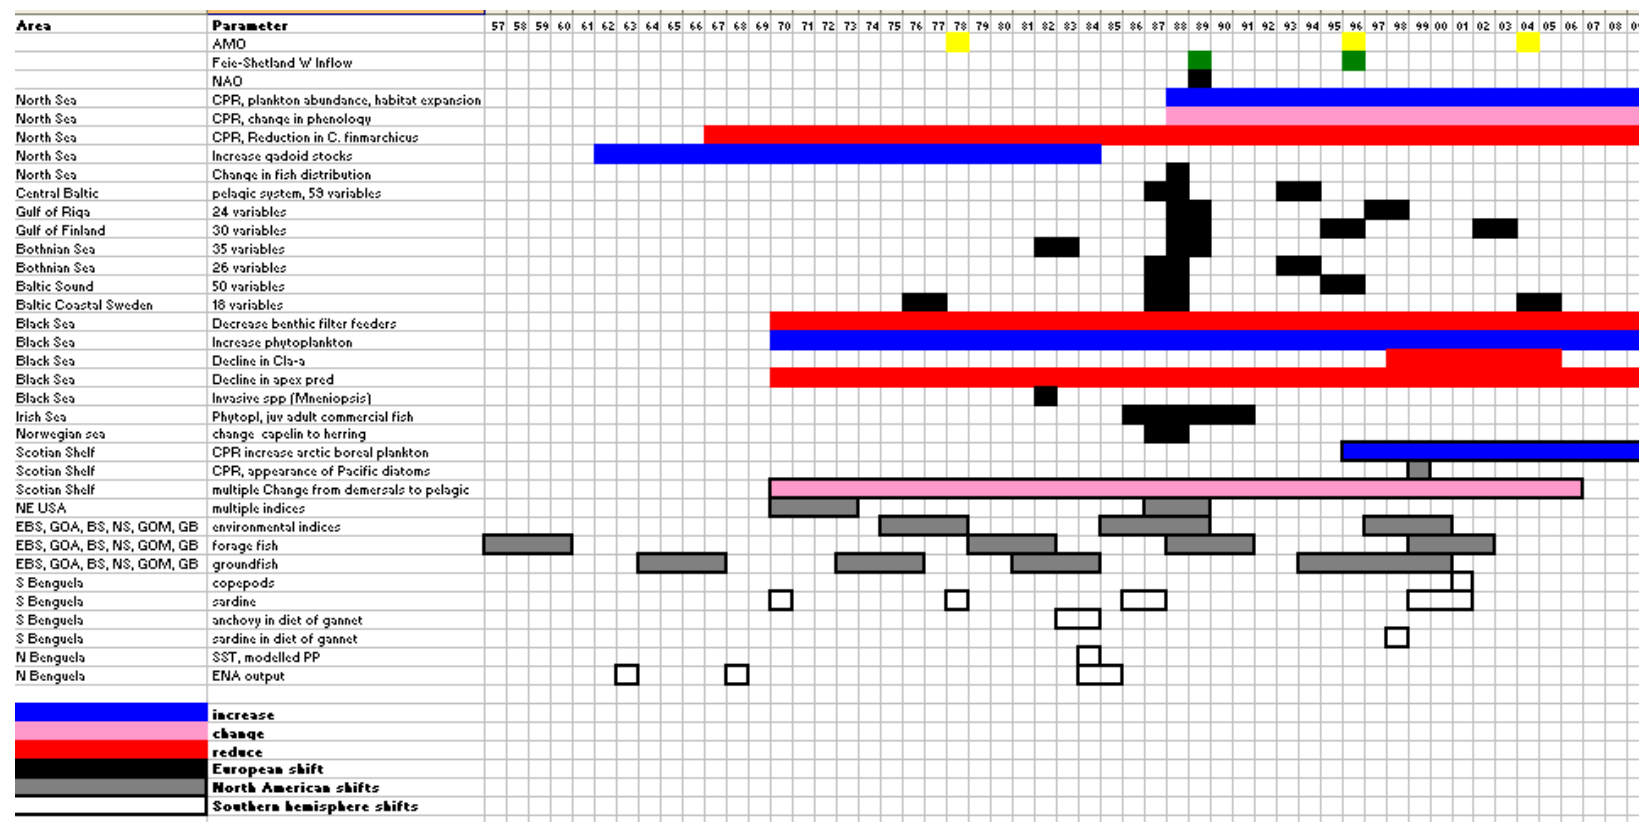 Area Parameter 57 58 59 60 61 62 63 64 65 66 67 68 69 70 71 72 73 74 75 76 77 78 79 80 81 82 83 84 85 86 87 88 89 90 91 92 93 94 95 96 97 98 99 00 01 02 03 04 05 06 07 08
AMO
Feie-Shetland W Inflow
NAO
North Sea CPR, plankton abundance, habitat expansion
North Sea CPR, change in phenology
North Sea CPR, Reduction in C. finmarchicus
North Sea Increase gadoid stocks
North Sea Change in fish distribution
Central Baltic pelagic system, 59 variables
Gulf of Riga 24 variables
Gulf of Finland 30 variables
Bothnian Sea 35 variables
Bothnian Sea 26 variables
Baltic Sound 50 variables
Baltic Coastal Sweden 18 variables
Black Sea Decrease benthic filter feeders
Black Sea Increase phytoplankton
Black Sea Decline in Cla-a
Black Sea Decline in apex pred
Black Sea Invasive spp (Mneniopsis)
Irish Sea Phytopl, juv adult commercial fish
Norwegian sea change capelin to herring
Scotian Shelf CPR increase arctic boreal plankton
Scotian Shelf CPR, appearance of Pacific diatoms
Scotian Shelf multiple Change from demersals to pelagic
NE USA multiple indices
EBS, GOA, BS, NS, GOM, GB environmental indices
EBS, GOA, BS, NS, GOM, GB forage fish
EBS, GOA, BS, NS, GOM, GB groundfish
S Benguela copepods
S Benguela sardine
S Benguela anchovy in diet of gannet
S Benguela sardine in diet of gannet
N Benguela SST, modelled PP
N Benguela ENA output
increase
change
reduce
European shift
North American shifts
Southern hemisphere shifts